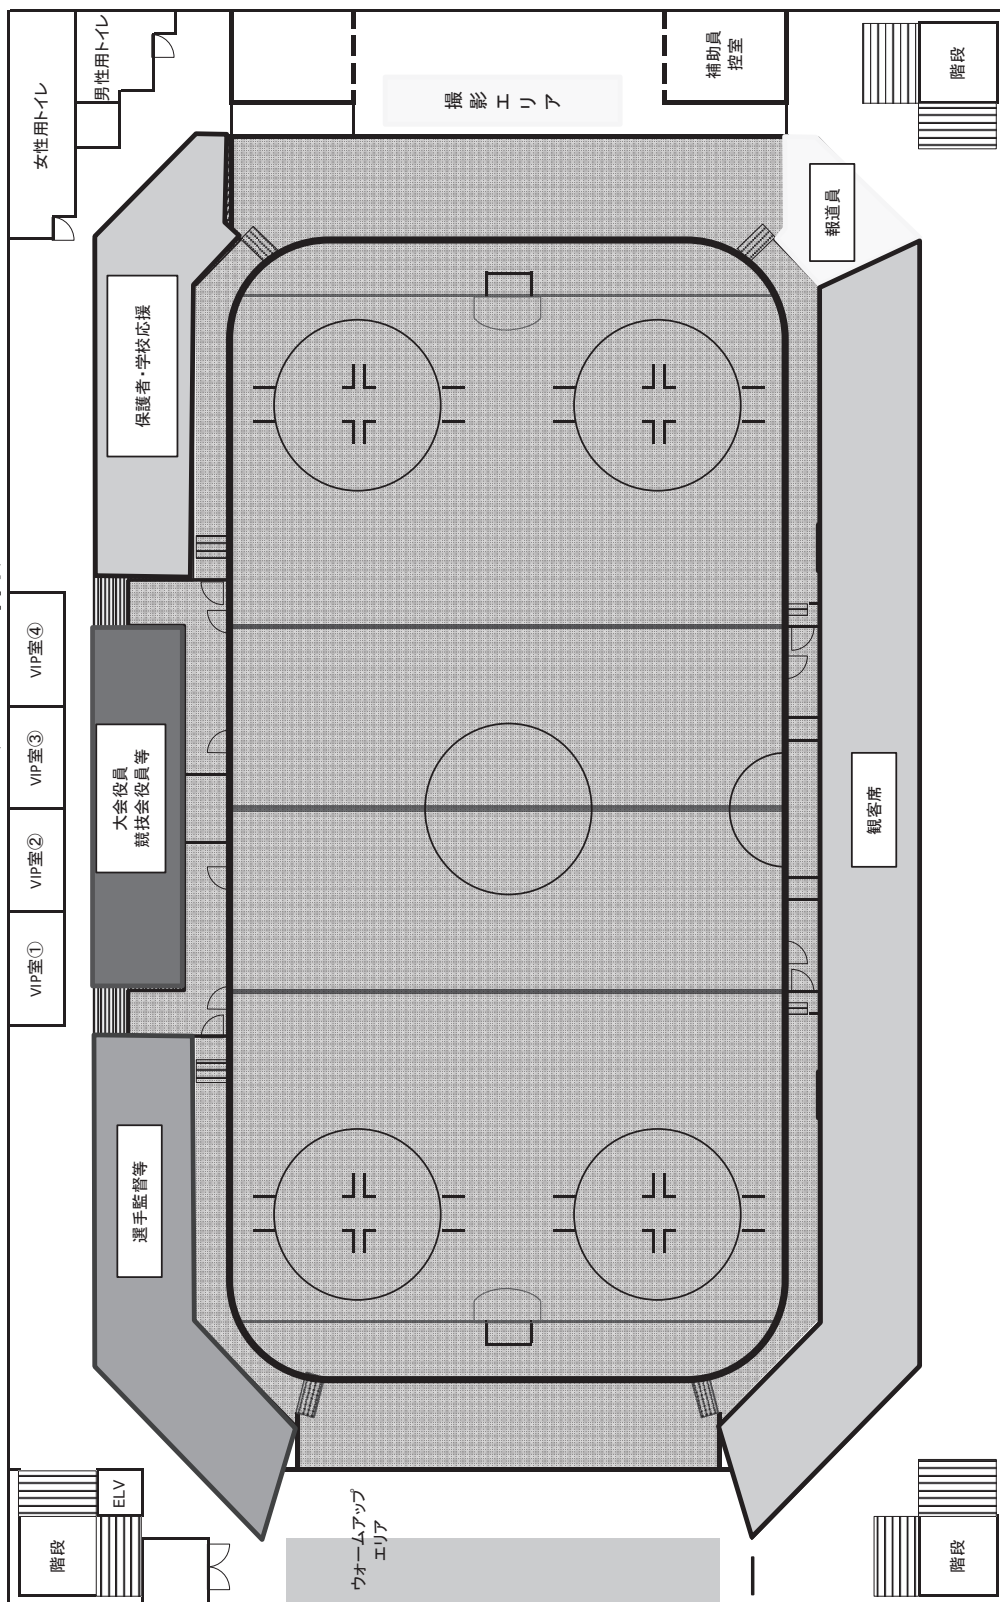 男性用トイレ
女性用トイレ
撮影エリア
補助員
控室
階段
報道員
保護者・学校応援
VIP室④
VIP室③
VIP室②
VIP室①
大会役員
競技会役員等
観客席
選手監督等
ELV
階段
ウォームアップ
エリア
階段